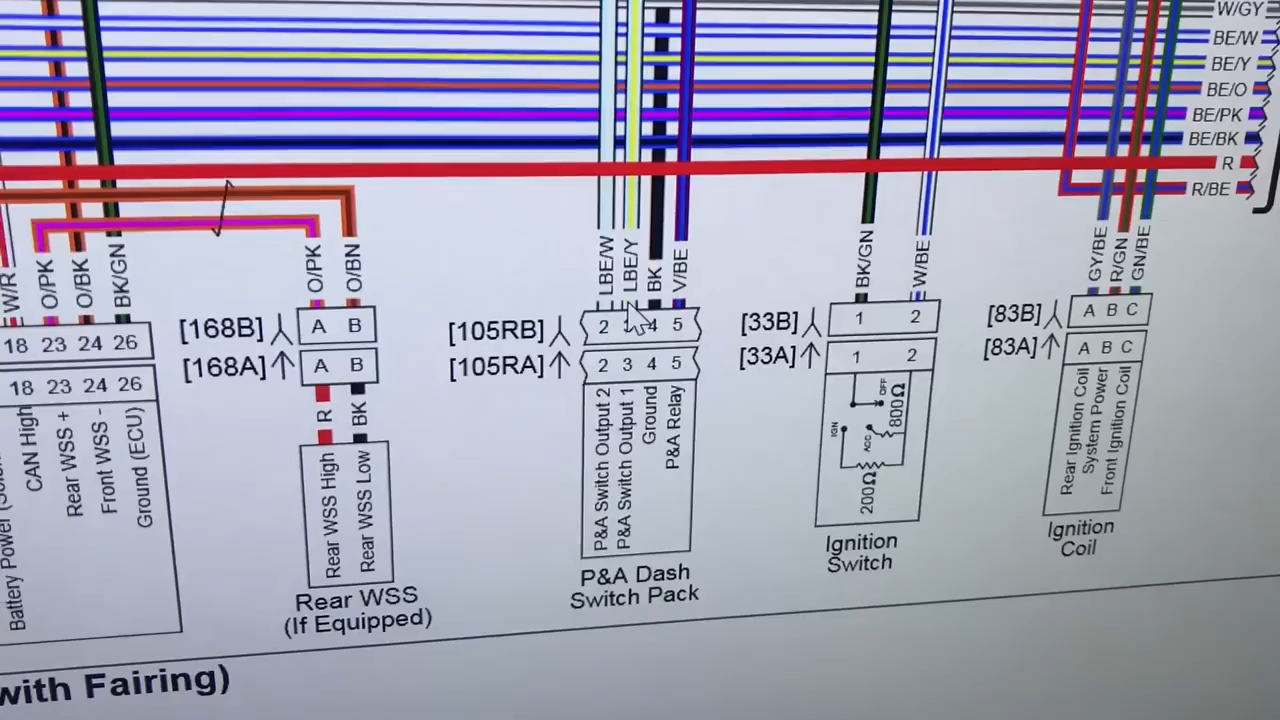 W/GY
BE/W
BE/Y
BE/O
BE/PK
BE/BK
R
R/BE
W/R
O/PK
O/BK
BK/GN
O/PK
O/BN
LBE/W
LBE/Y
BK
V/BE
BK/GN
W/BE
GY/BE
R/GN
GN/BE
18 23 24 26
18 23 24 26
CAN High
Rear WSS +
Front WSS -
Ground (ECU)
[168B]
A B
[168A]
A B
R BK
Rear WSS High
Rear WSS Low
Rear WSS
(If Equipped)
[105RB]
2 4 5
[105RA]
2 3 4 5
P&A Switch Output 2
P&A Switch Output 1
Ground
P&A Relay
P&A Dash
Switch Pack
[33B]
1 2
[33A]
1 2
OFF
IGN
ACC
800Ω
200Ω
Ignition
Switch
[83B]
A B C
[83A]
A B C
Rear Ignition Coil
System Power
Front Ignition Coil
Ignition
Coil
Battery Power
with Fairing)